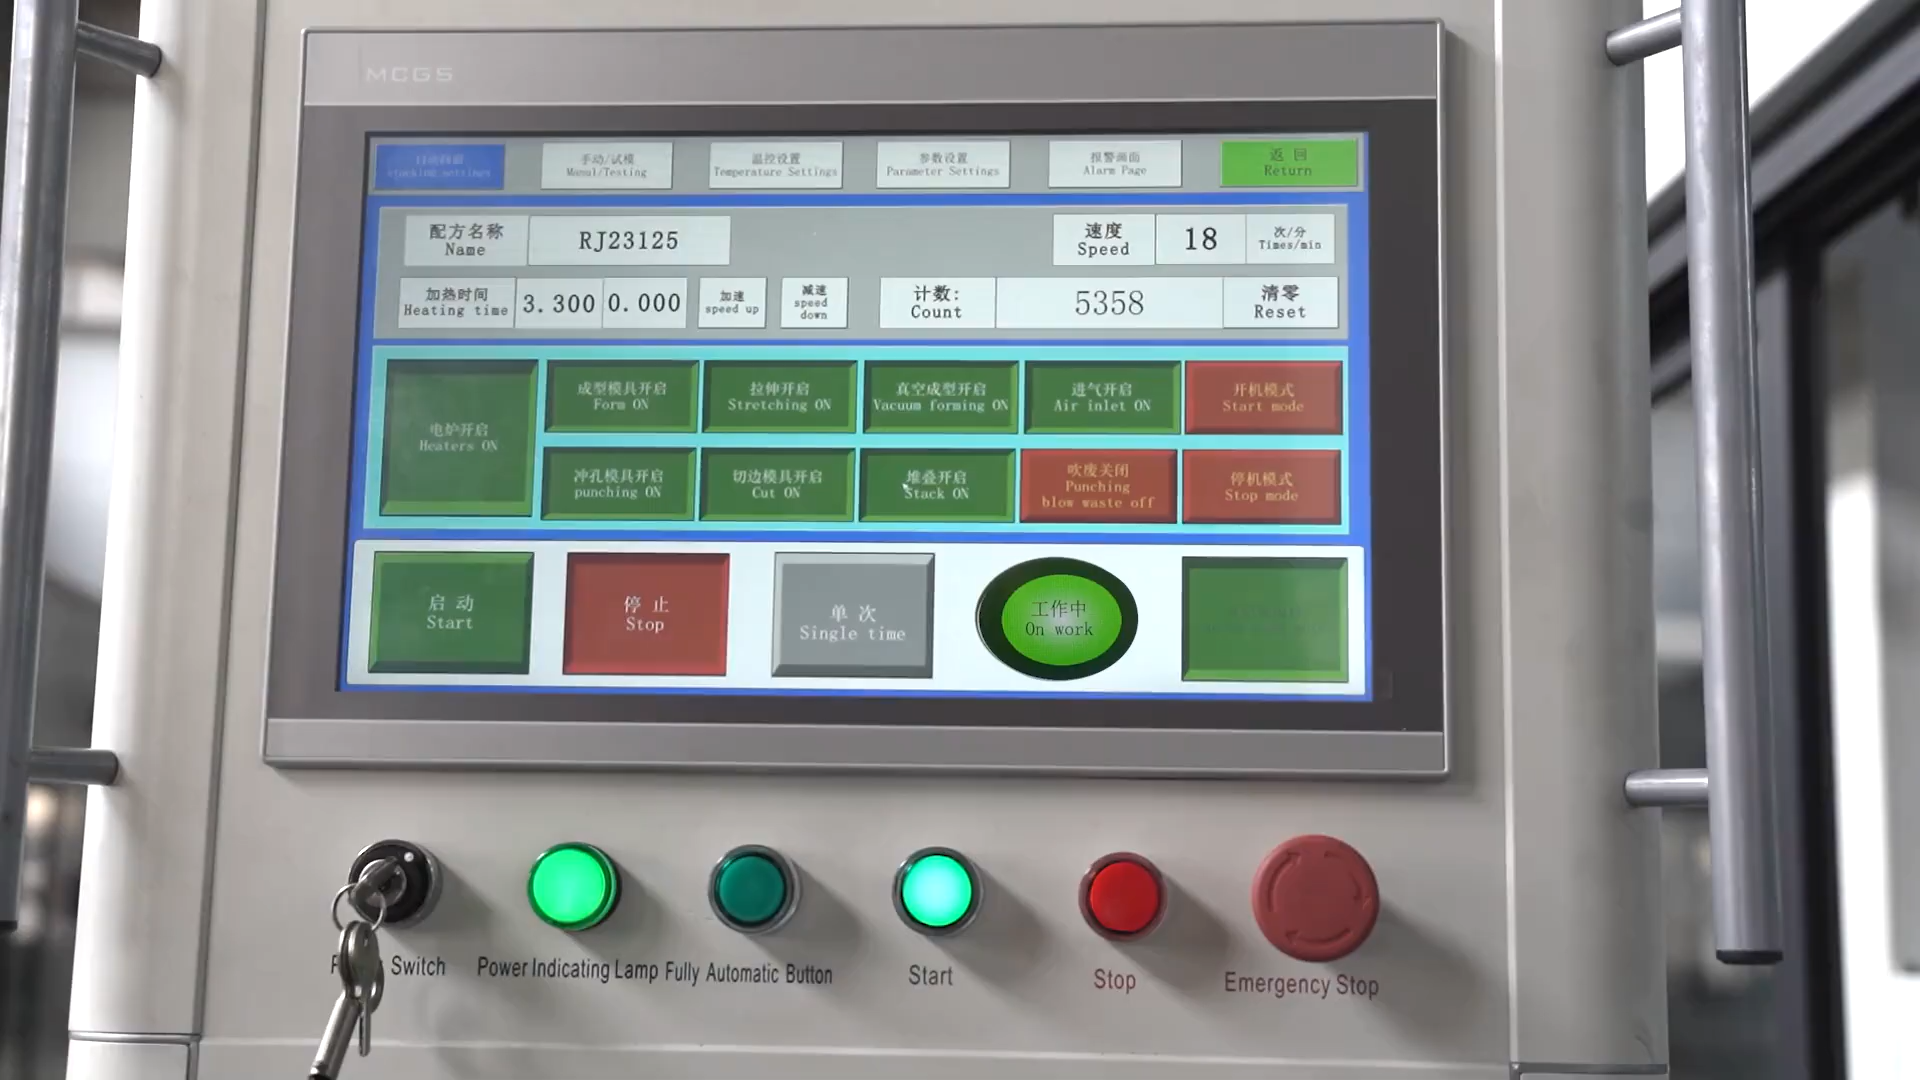 MCGS
stacking settings
手动/试模
Manul/Testing
温控设置
Temperature Settings
参数设置
Parameter Settings
报警画面
Alarm Page
返 回
Return
配方名称
Name
RJ23125
速度
Speed
18
次/分
Times/min
加热时间
Heating time
3.300
0.000
加速
speed up
减速
speed
down
计数:
Count
5358
清零
Reset
电炉开启
Heaters ON
成型模具开启
Form ON
拉伸开启
Stretching ON
真空成型开启
Vacuum forming ON
进气开启
Air inlet ON
开机模式
Start mode
冲孔模具开启
punching ON
切边模具开启
Cut ON
堆叠开启
Stack ON
吹废关闭
Punching
blow waste off
停机模式
Stop mode
启 动
Start
停 止
Stop
单 次
Single time
工作中
On work
Switch
Power Indicating Lamp
Fully Automatic Button
Start
Stop
Emergency Stop